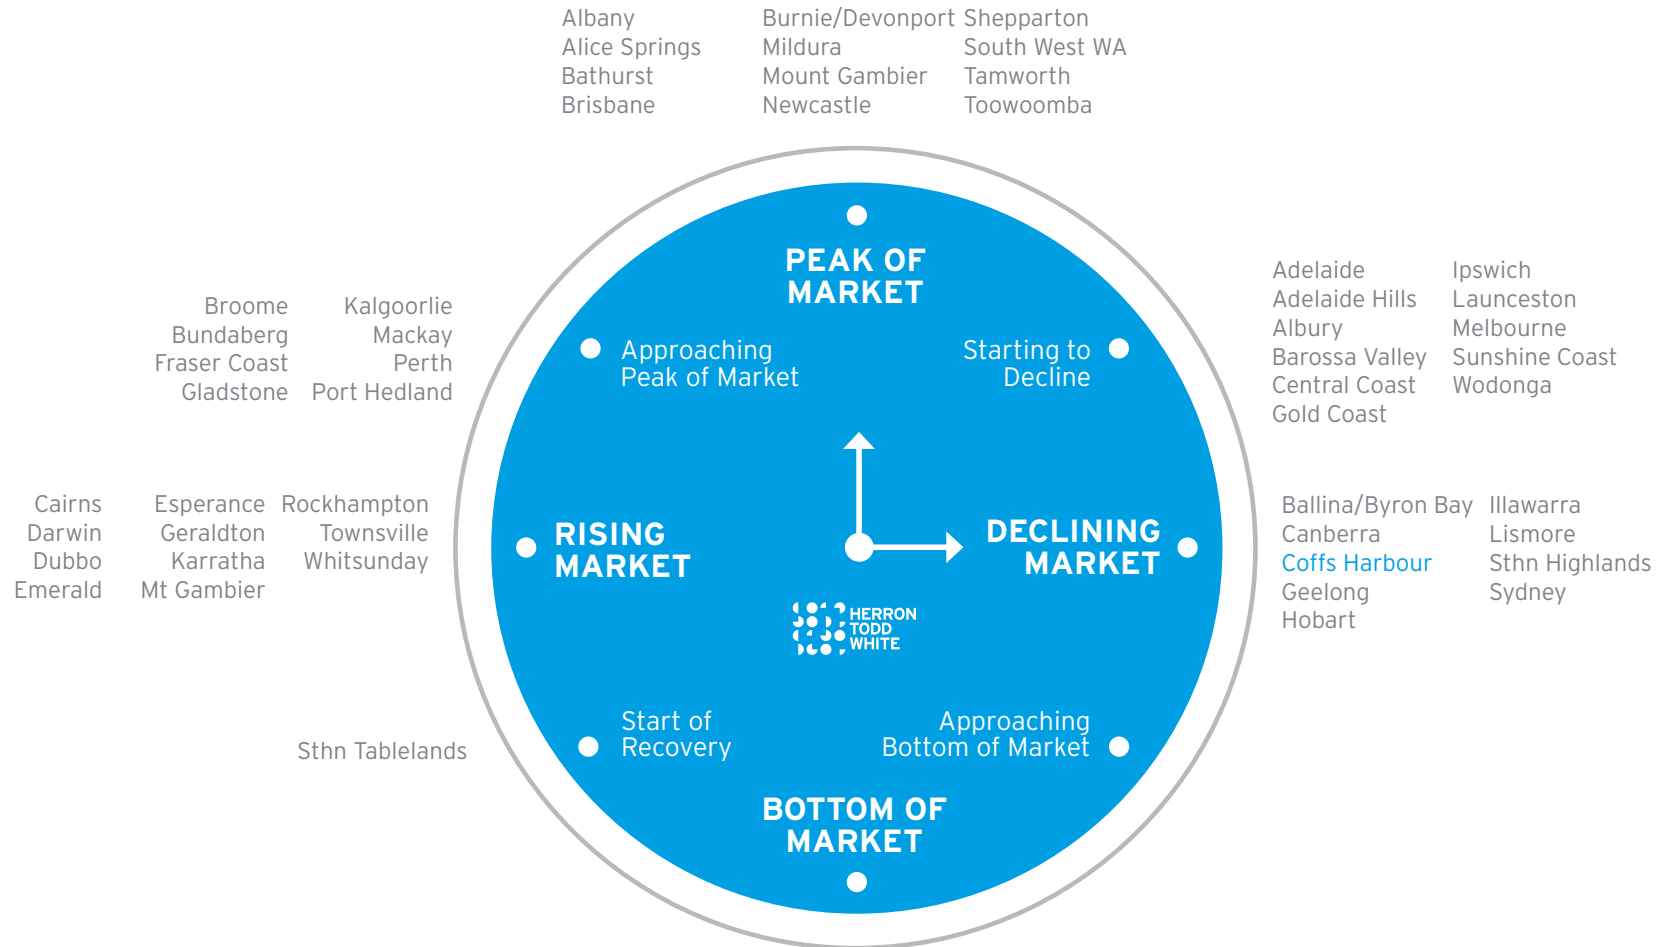 Albany
Alice Springs
Bathurst
Brisbane
Burnie/Devonport
Mildura
Mount Gambier
Newcastle
Shepparton
South West WA
Tamworth
Toowoomba
PEAK OF
MARKET
Broome
Bundaberg
Fraser Coast
Gladstone
Kalgoorlie
Mackay
Perth
Port Hedland
Approaching
Peak of Market
Starting to
Decline
Adelaide
Adelaide Hills
Albury
Barossa Valley
Central Coast
Gold Coast
Ipswich
Launceston
Melbourne
Sunshine Coast
Wodonga
Cairns
Darwin
Dubbo
Emerald
Esperance
Geraldton
Karratha
Mt Gambier
Rockhampton
Townsville
Whitsunday
RISING
MARKET
DECLINING
MARKET
Ballina/Byron Bay
Canberra
Coffs Harbour
Geelong
Hobart
Illawarra
Lismore
Sthn Highlands
Sydney
HERRON
TODD
WHITE
Sthn Tablelands
Start of
Recovery
Approaching
Bottom of Market
BOTTOM OF
MARKET